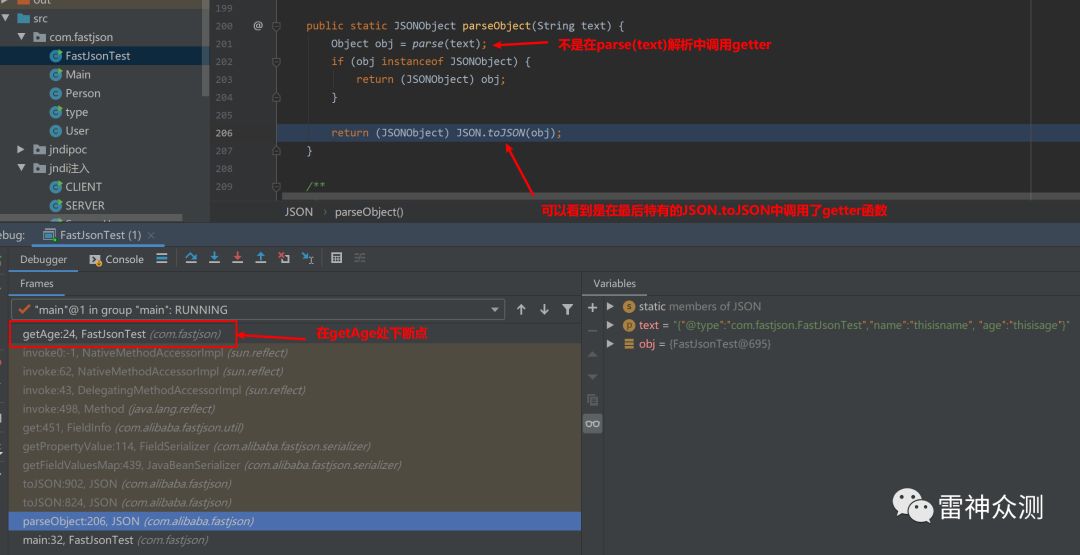 out
src
com.fastjson
FastJsonTest
Main
Person
type
User
jndipoc
jndi注入
CLIENT
SERVER
199
200 @ public static JSONObject parseObject(String text) {
201 Object obj = parse(text); 不是在parse(text)解析中调用getter
202 if (obj instanceof JSONObject) {
203 return (JSONObject) obj;
204 }
205
206 return (JSONObject) JSON.toJSON(obj);
207 }
208
209 /**
JSON › parseObject() 可以看到是在最后特有的JSON.toJSON中调用了getter函数
ebug: FastJsonTest (1) ×
Debugger Console
Frames
"main"@1 in group "main": RUNNING
getAge:24, FastJsonTest (com.fastjson) 在getAge处下断点
invoke0:-1, NativeMethodAccessorImpl (sun.reflect)
invoke:62, NativeMethodAccessorImpl (sun.reflect)
invoke:43, DelegatingMethodAccessorImpl (sun.reflect)
invoke:498, Method (java.lang.reflect)
get:451, FieldInfo (com.alibaba.fastjson.util)
getPropertyValue:114, FieldSerializer (com.alibaba.fastjson.serializer)
getFieldValuesMap:439, JavaBeanSerializer (com.alibaba.fastjson.serializer)
toJSON:902, JSON (com.alibaba.fastjson)
toJSON:824, JSON (com.alibaba.fastjson)
parseObject:206, JSON (com.alibaba.fastjson)
main:32, FastJsonTest (com.fastjson)
Variables
static members of JSON
text = "{"@type":"com.fastjson.FastJsonTest","name":"thisisname", "age":"thisisage"}"
obj = {FastJsonTest@695}
雷神众测